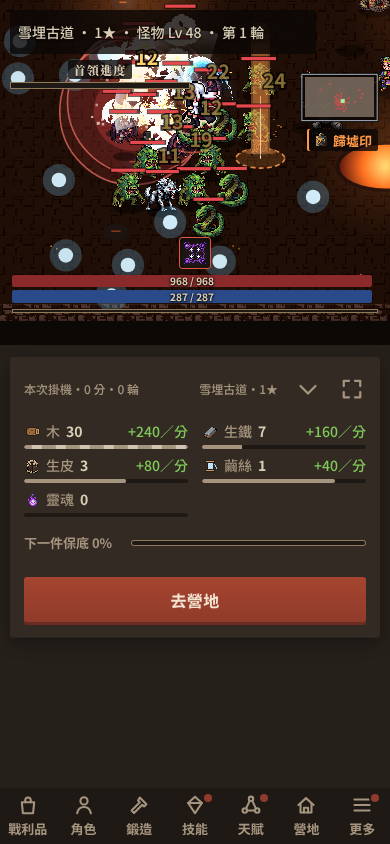 雪埋古道 · 1★ · 怪物 Lv 48 · 第 1 輪
首領進度
12
22
24
13
12
13
19
11
歸墟印
968 / 968
287 / 287
本次掛機 · 0 分 · 0 輪
雪埋古道 · 1★
木 30 +240／分
生鐵 7 +160／分
生皮 3 +80／分
繭絲 1 +40／分
靈魂 0
下一件保底 0%
去營地
戰利品
角色
鍛造
技能
天賦
營地
更多